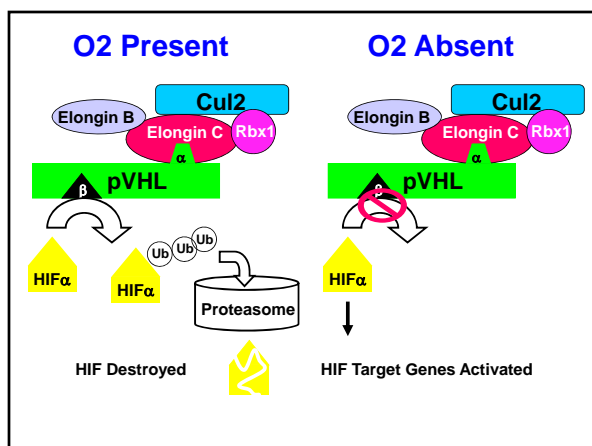 O2 Present
O2 Absent
Cul2
Elongin B
Elongin C
Rbx1
α
pVHL
β
HIFα
HIFα
Ub
Ub
Ub
Proteasome
HIF Destroyed
Cul2
Elongin B
Elongin C
Rbx1
α
pVHL
β
HIFα
HIF Target Genes Activated